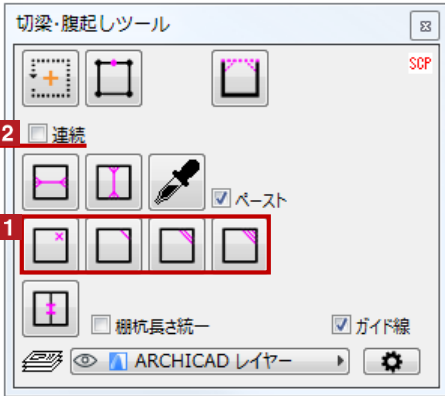 切梁・腹起しツール
SCP
2 連続
ペースト
1
棚杭長さ統一 ガイド線
ARCHICAD レイヤー